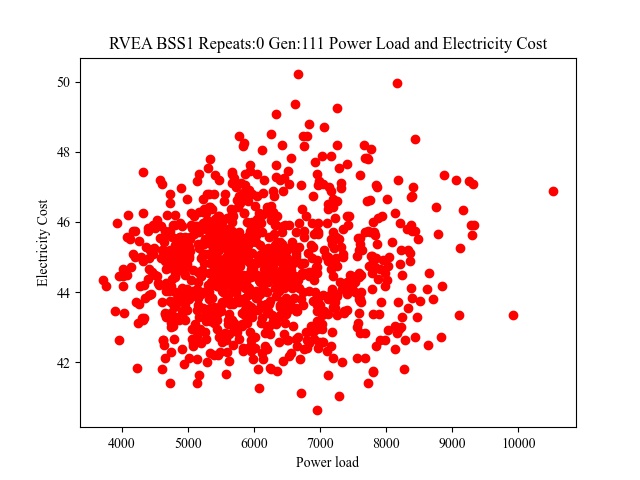 RVEA BSS1 Repeats:0 Gen:111 Power Load and Electricity Cost
50
48
46
44
42
Electricity Cost
4000 5000 6000 7000 8000 9000 10000
Power load